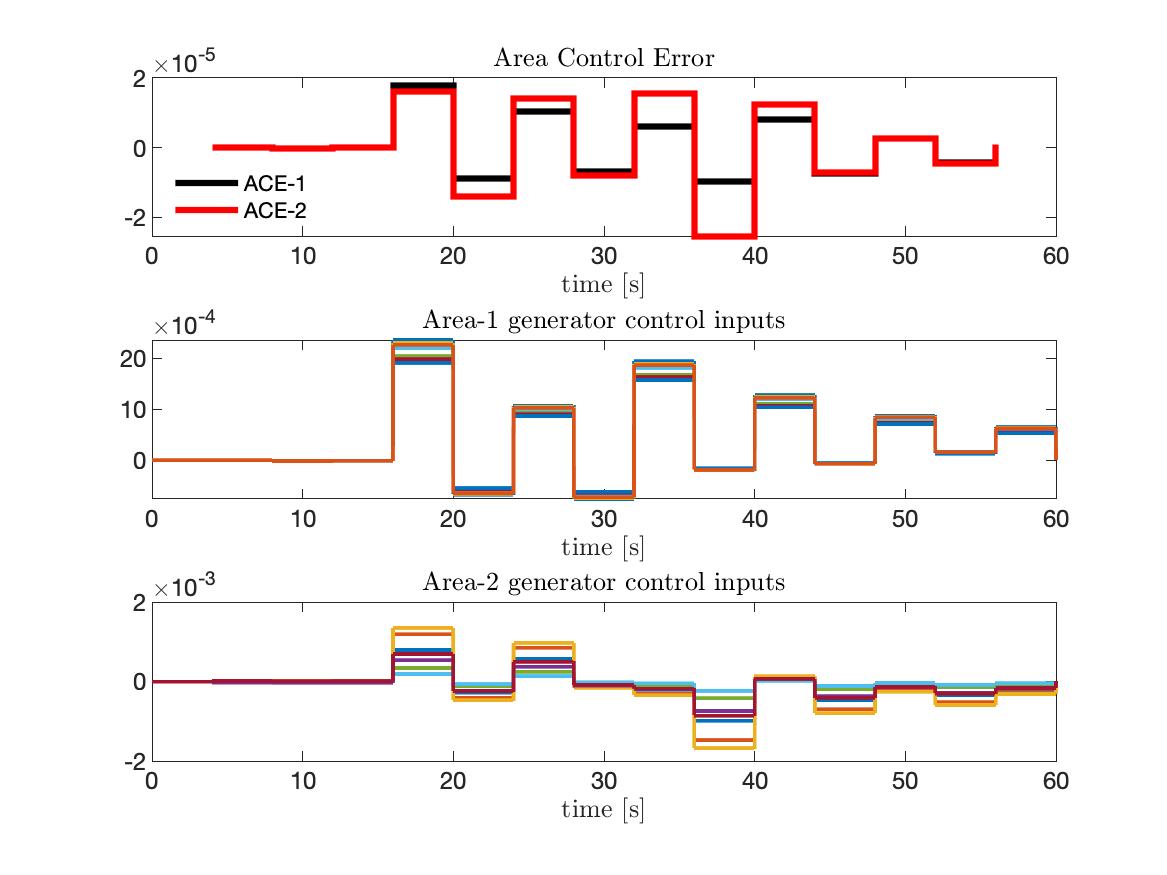 Area Control Error
×10^-5
2
0
-2
ACE-1
ACE-2
0 10 20 30 40 50 60
time [s]
Area-1 generator control inputs
×10^-4
20
10
0
0 10 20 30 40 50 60
time [s]
Area-2 generator control inputs
×10^-3
2
0
-2
0 10 20 30 40 50 60
time [s]